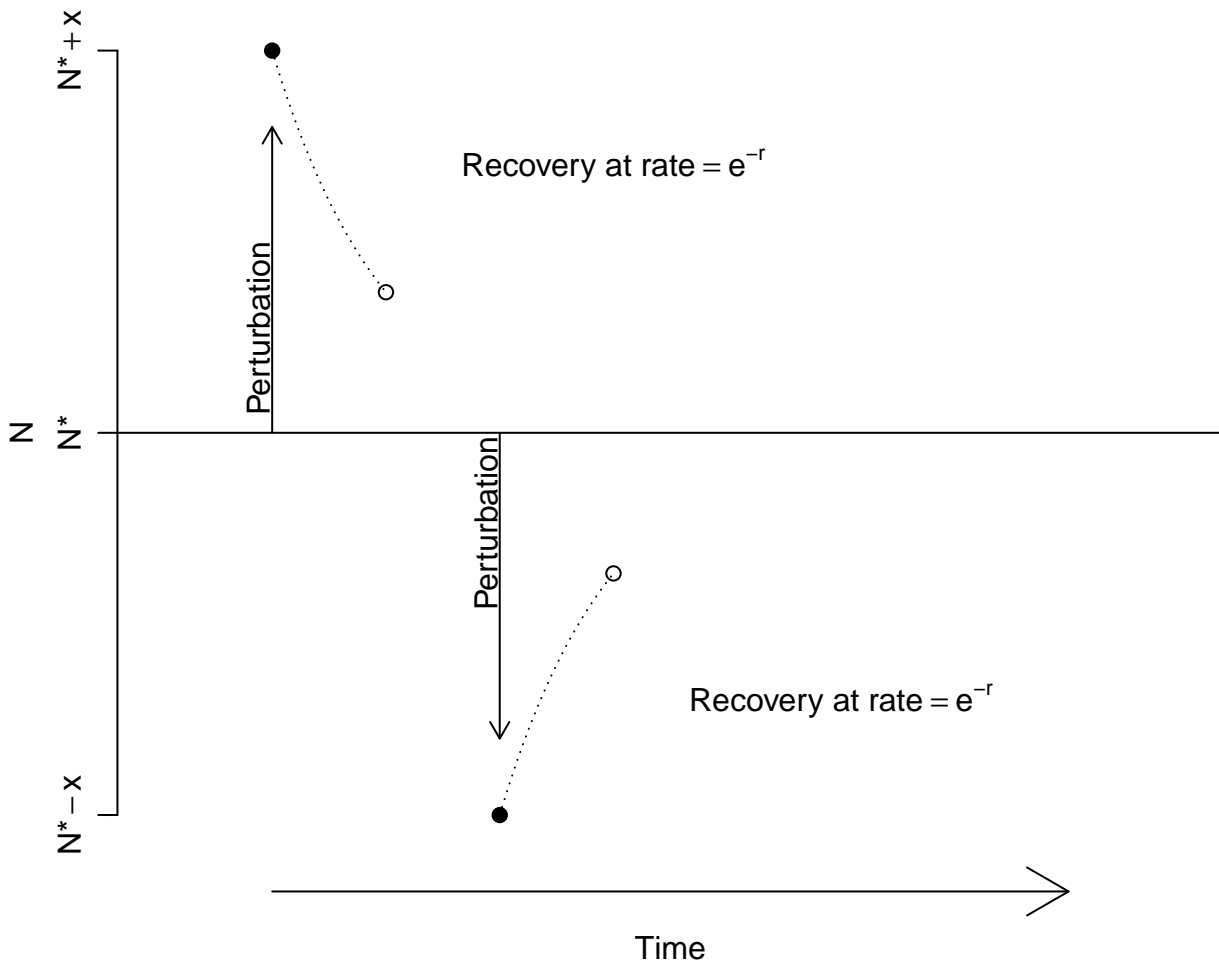 N*+x
Recovery at rate = e⁻ʳ
Perturbation
N
N*
Perturbation
Recovery at rate = e⁻ʳ
N*−x
Time